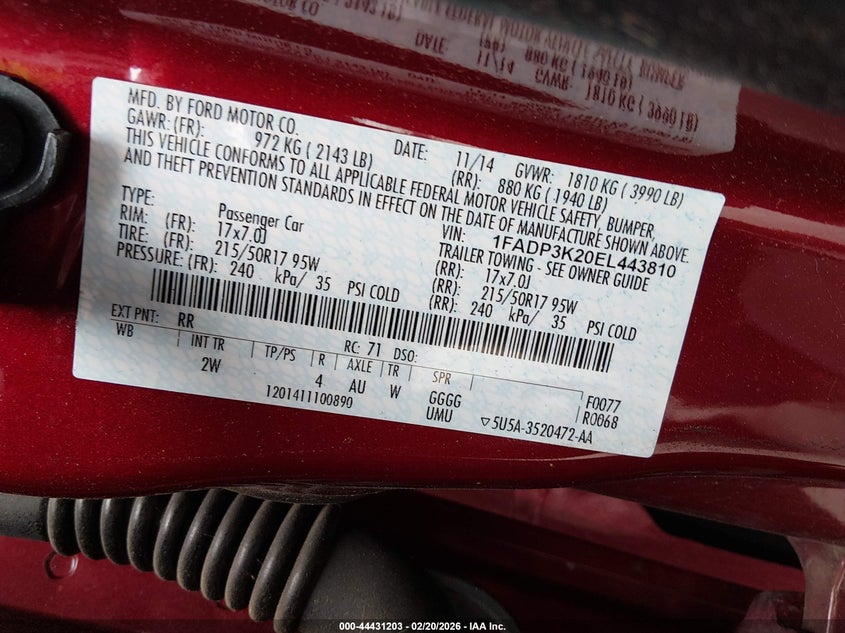 MFD. BY FORD MOTOR CO. DATE: 11/14 GVWR: 1810 KG ( 3990 LB)
GAWR: (FR): 972 KG ( 2143 LB) (RR): 880 KG ( 1940 LB)
THIS VEHICLE CONFORMS TO ALL APPLICABLE FEDERAL MOTOR VEHICLE SAFETY, BUMPER,
AND THEFT PREVENTION STANDARDS IN EFFECT ON THE DATE OF MANUFACTURE SHOWN ABOVE.
VIN: 1FADP3K20EL443810
TYPE: Passenger Car TRAILER TOWING - SEE OWNER GUIDE
RIM: (FR): 17x7.0J (RR): 17x7.0J
TIRE: (FR): 215/50R17 95W (RR): 215/50R17 95W
PRESSURE: (FR): 240 kPa/ 35 PSI COLD (RR): 240 kPa/ 35 PSI COLD
EXT PNT: RR RC: 71 DSO:
WB INT TR TP/PS R AXLE TR SPR F0077
2W 4 AU W GGGG R0068
1201411100890 UMU ▽5U5A-3520472-AA
000-44431203 | 02/20/2026 - IAA Inc.